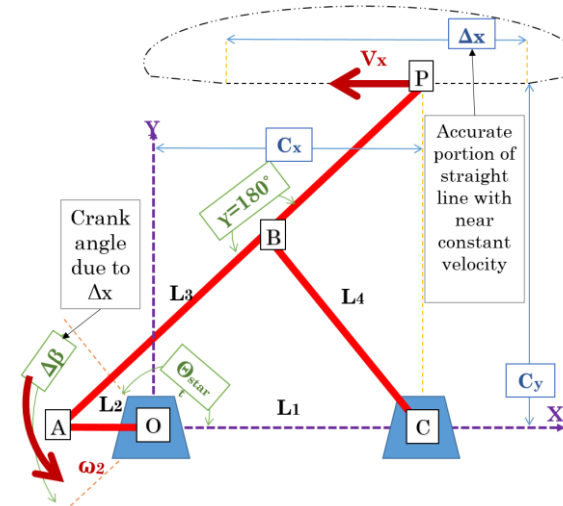 Δx
Vx
P
Accurate
portion of
straight
line with
near
constant
velocity
Y
Cx
Crank
angle
due to
Δx
Υ=180°
B
L3
L4
Δβ
Θstar
t
Cy
L2
L1
X
A
O
C
ω2